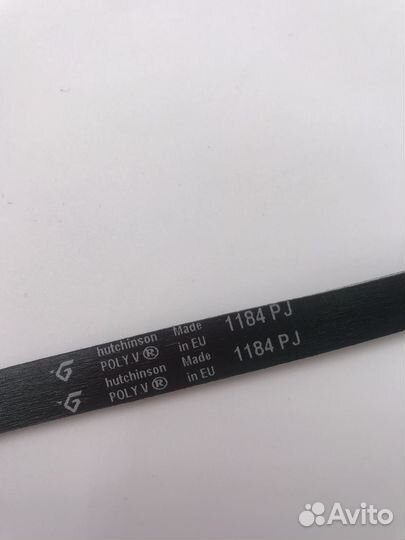 hutchinson Made 1184 PJ
POLY V ® in EU
hutchinson Made 1184 PJ
POLY V ® in EU
Avito